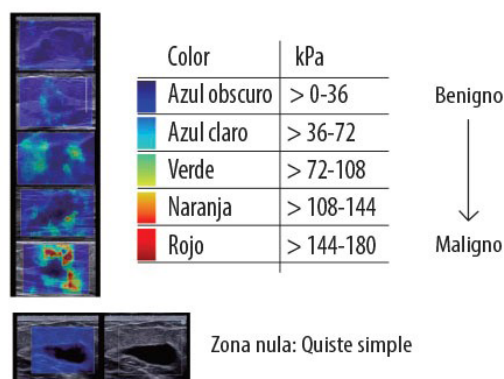 Color kPa
Azul obscuro > 0-36
Azul claro > 36-72
Verde > 72-108
Naranja > 108-144
Rojo > 144-180
Benigno
Maligno
Zona nula: Quiste simple